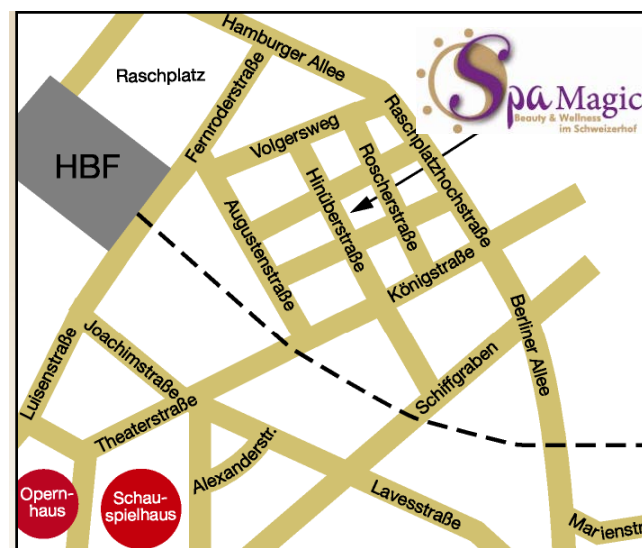 Hamburger Allee
Raschplatz
Fernroderstraße
Spa Magic
Beauty & Wellness
im Schweizerhof
HBF
Volgersweg
Roscherstraße
Raschplatzhochstraße
Hinüberstraße
Augustenstraße
Königstraße
Berliner Allee
Joachimstraße
Luisenstraße
Theaterstraße
Schiffgraben
Alexanderstr.
Lavesstraße
Opern-
haus
Schau-
spielhaus
Marienstr